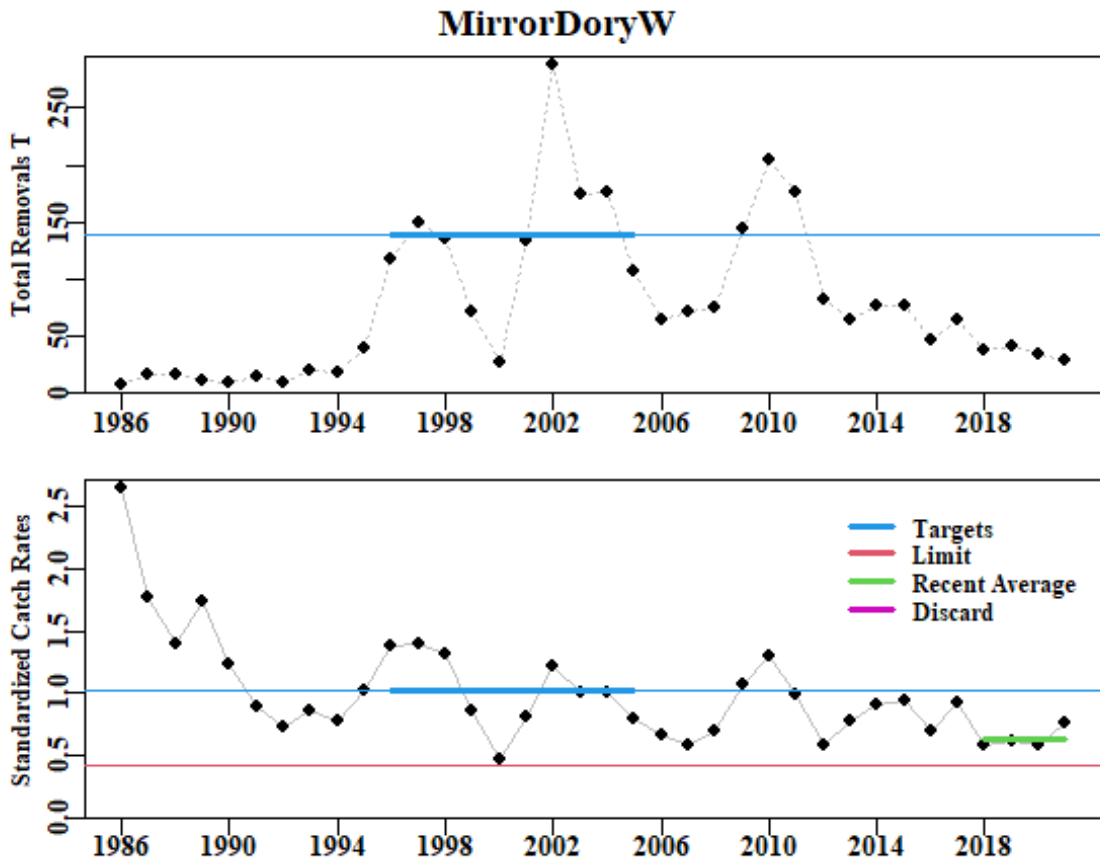 MirrorDoryW
Total Removals T
250
150
50
0
1986 1990 1994 1998 2002 2006 2010 2014 2018
Standardized Catch Rates
2.5
2.0
1.5
1.0
0.5
0.0
Targets
Limit
Recent Average
Discard
1986 1990 1994 1998 2002 2006 2010 2014 2018